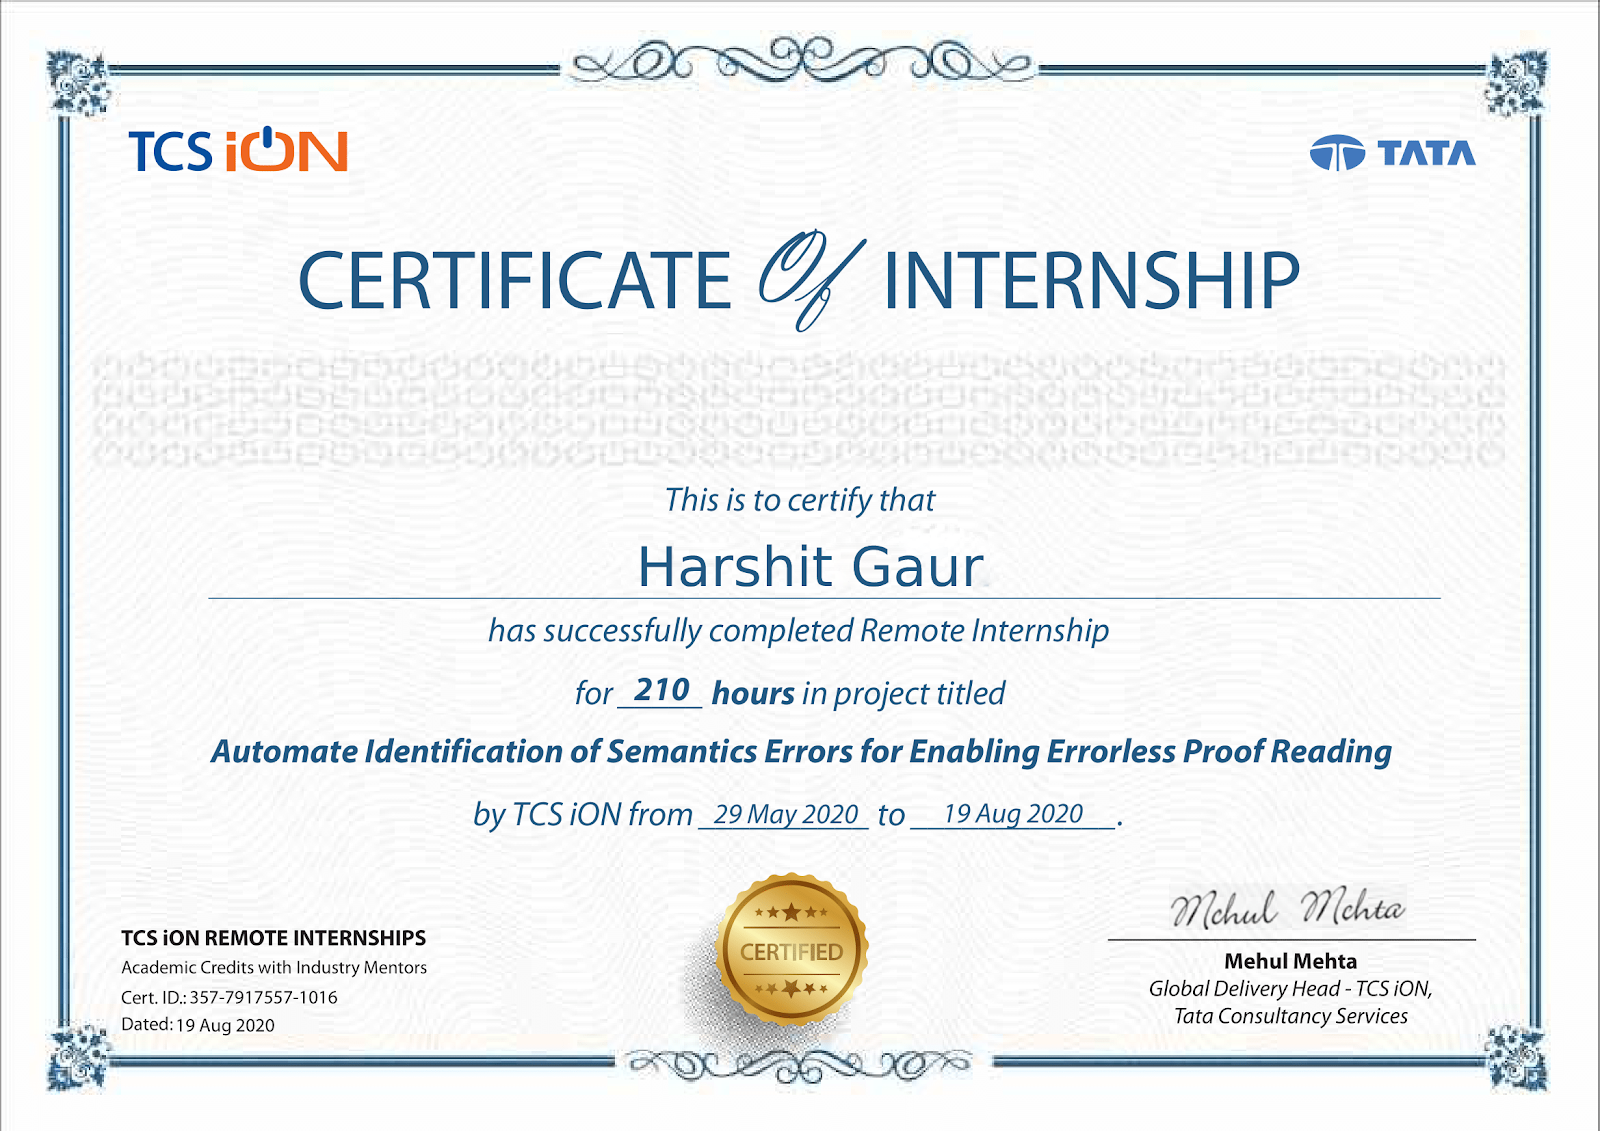 TCS iON
TATA
CERTIFICATE Of INTERNSHIP
This is to certify that
Harshit Gaur
has successfully completed Remote Internship
for 210 hours in project titled
Automate Identification of Semantics Errors for Enabling Errorless Proof Reading
by TCS iON from 29 May 2020 to 19 Aug 2020.
CERTIFIED
Mehul Mehta
TCS iON REMOTE INTERNSHIPS
Academic Credits with Industry Mentors
Cert. ID.: 357-7917557-1016
Dated: 19 Aug 2020
Mehul Mehta
Global Delivery Head - TCS iON,
Tata Consultancy Services